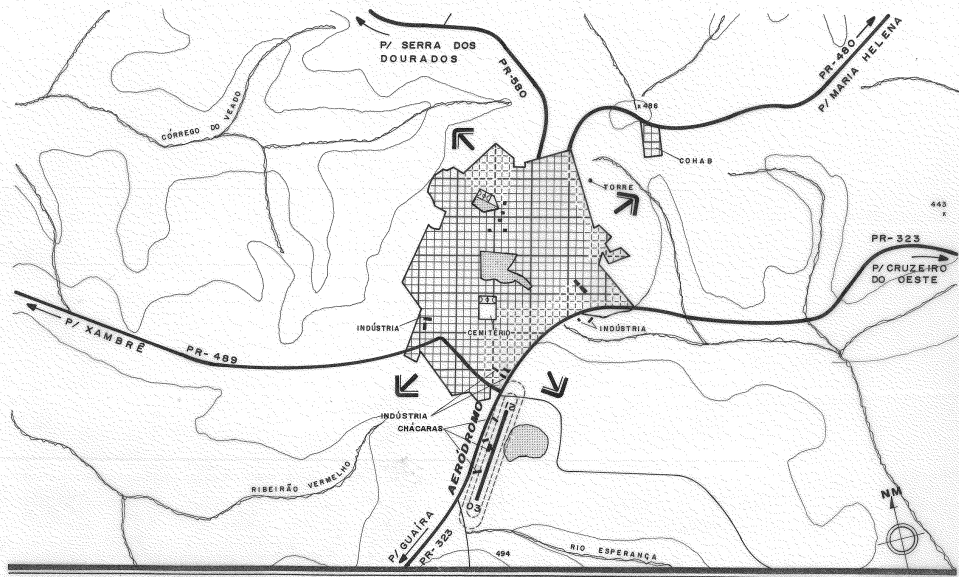 P/ SERRA DOS
DOURADOS
PR-580
PR-480
P/ MARIA HELENA
x 486
CÓRREGO DO VEADO
COHAB
TORRE
443
x
PR-323
P/ CRUZEIRO
DO OESTE
P/ XAMBRÊ
PR-489
INDÚSTRIA
CEMITÉRIO
INDÚSTRIA
INDÚSTRIA
CHÁCARAS
AERÓDROMO
03
RIBEIRÃO VERMELHO
P/ GUAÍRA
PR-323
494
RIO ESPERANÇA
NM